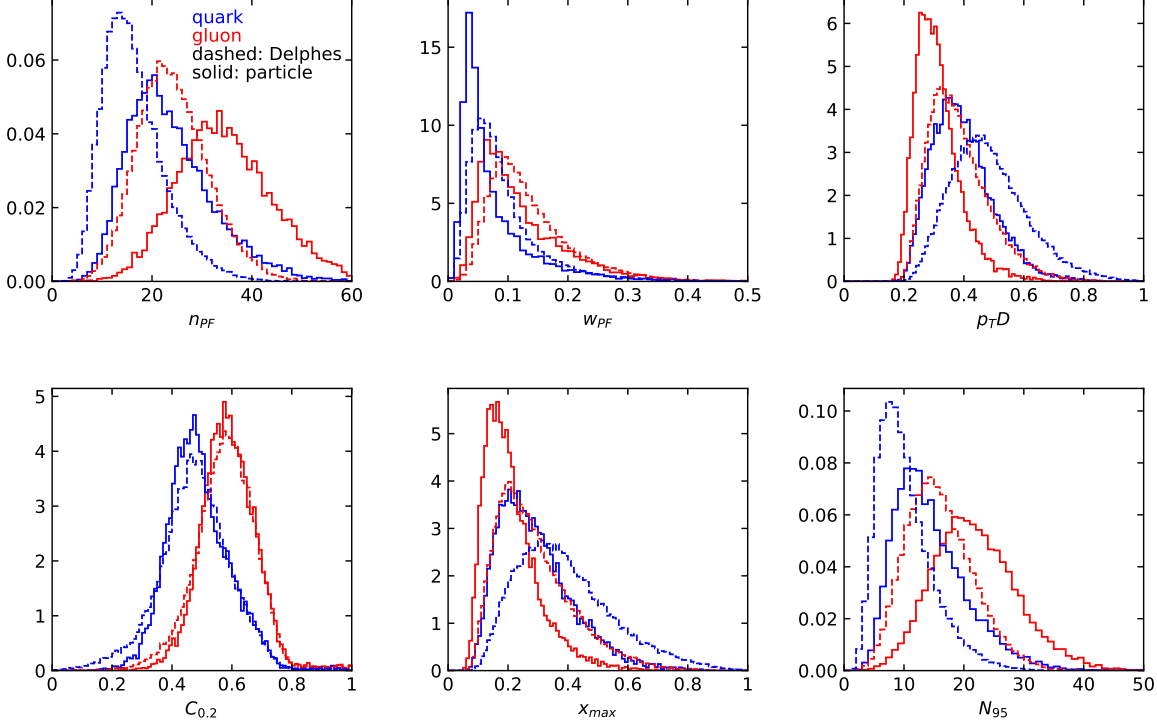 quark
gluon
dashed: Delphes
solid: particle
0.06
0.04
0.02
0.00
0 20 40 60
n_PF
15
10
5
0
0 0.1 0.2 0.3 0.4 0.5
w_PF
6
5
4
3
2
1
0
0 0.2 0.4 0.6 0.8 1
p_TD
5
4
3
2
1
0
0 0.2 0.4 0.6 0.8 1
C_0.2
5
4
3
2
1
0
0 0.2 0.4 0.6 0.8 1
x_max
0.10
0.08
0.06
0.04
0.02
0.00
0 10 20 30 40 50
N_95